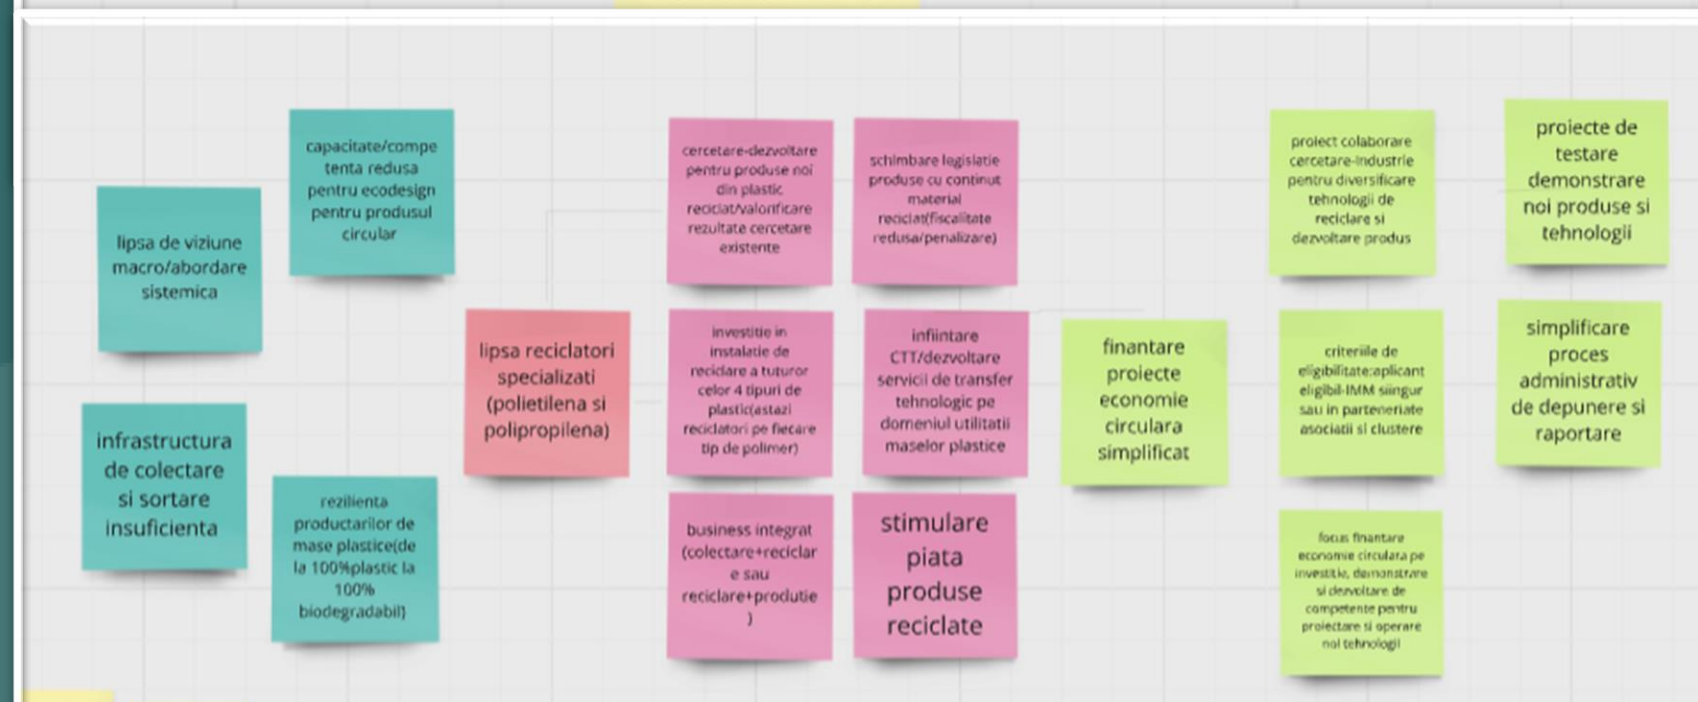 lipsa de viziune
macro/abordare
sistemica
capacitate/compe
tenta redusa
pentru ecodesign
pentru produsul
circular
infrastructura
de colectare
si sortare
insuficienta
rezilienta
productarilor de
mase plastice(de
la 100%plastic la
100%
biodegradabil)
lipsa reciclatori
specializati
(polietilena si
polipropilena)
cercetare-dezvoltare
pentru produse noi
din plastic
reciclat/valorificare
rezultate cercetare
existente
schimbare legislatie
produse cu continut
material
reciclat(fiscalitate
redusa/penalizare)
investitie in
instalatie de
reciclare a tuturor
celor 4 tipuri de
plastic(astazi
reciclatori pe fiecare
tip de polimer)
infiintare
CTT/dezvoltare
servicii de transfer
tehnologic pe
domeniul utilitatii
maselor plastice
business integrat
(colectare+reciclar
e sau
reciclare+produtie
)
stimulare
piata
produse
reciclate
finantare
proiecte
economie
circulara
simplificat
proiect colaborare
cercetare-industrie
pentru diversificare
tehnologii de
reciclare si
dezvoltare produs
proiecte de
testare
demonstrare
noi produse si
tehnologii
criteriile de
eligibilitate:aplicant
eligibil-IMM siingur
sau in parteneriate
asociatii si clustere
simplificare
proces
administrativ
de depunere si
raportare
focus finantare
economie circulara pe
investitie, demonstrare
si dezvoltare de
competente pentru
proiectare si operare
noi tehnologii